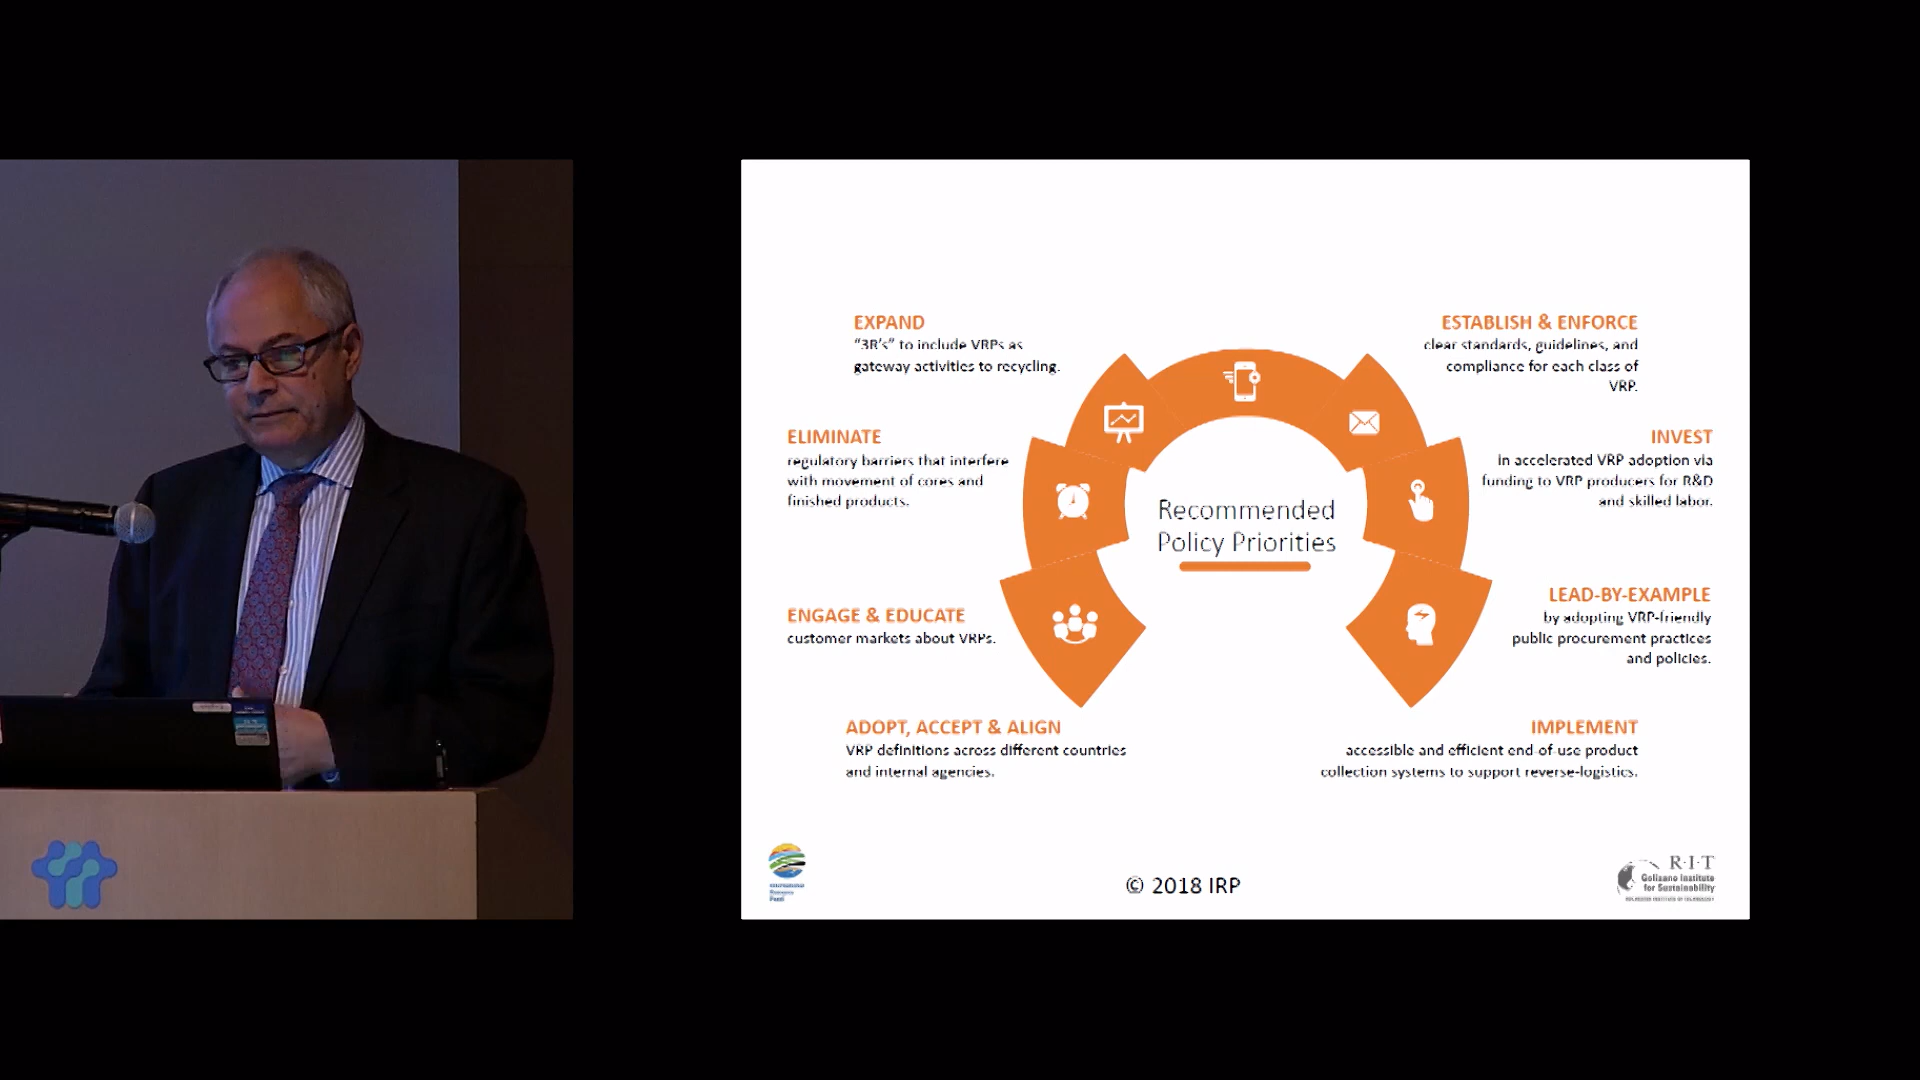 EXPAND
"3R's" to include VRPs as
gateway activities to recycling.
ELIMINATE
regulatory barriers that interfere
with movement of cores and
finished products.
ENGAGE & EDUCATE
customer markets about VRPs.
ADOPT, ACCEPT & ALIGN
VRP definitions across different countries
and internal agencies.
Recommended
Policy Priorities
ESTABLISH & ENFORCE
clear standards, guidelines, and
compliance for each class of
VRP.
INVEST
in accelerated VRP adoption via
funding to VRP producers for R&D
and skilled labor.
LEAD-BY-EXAMPLE
by adopting VRP-friendly
public procurement practices
and policies.
IMPLEMENT
accessible and efficient end-of-use product
collection systems to support reverse-logistics.
© 2018 IRP
R·I·T
Golisano Institute
for Sustainability